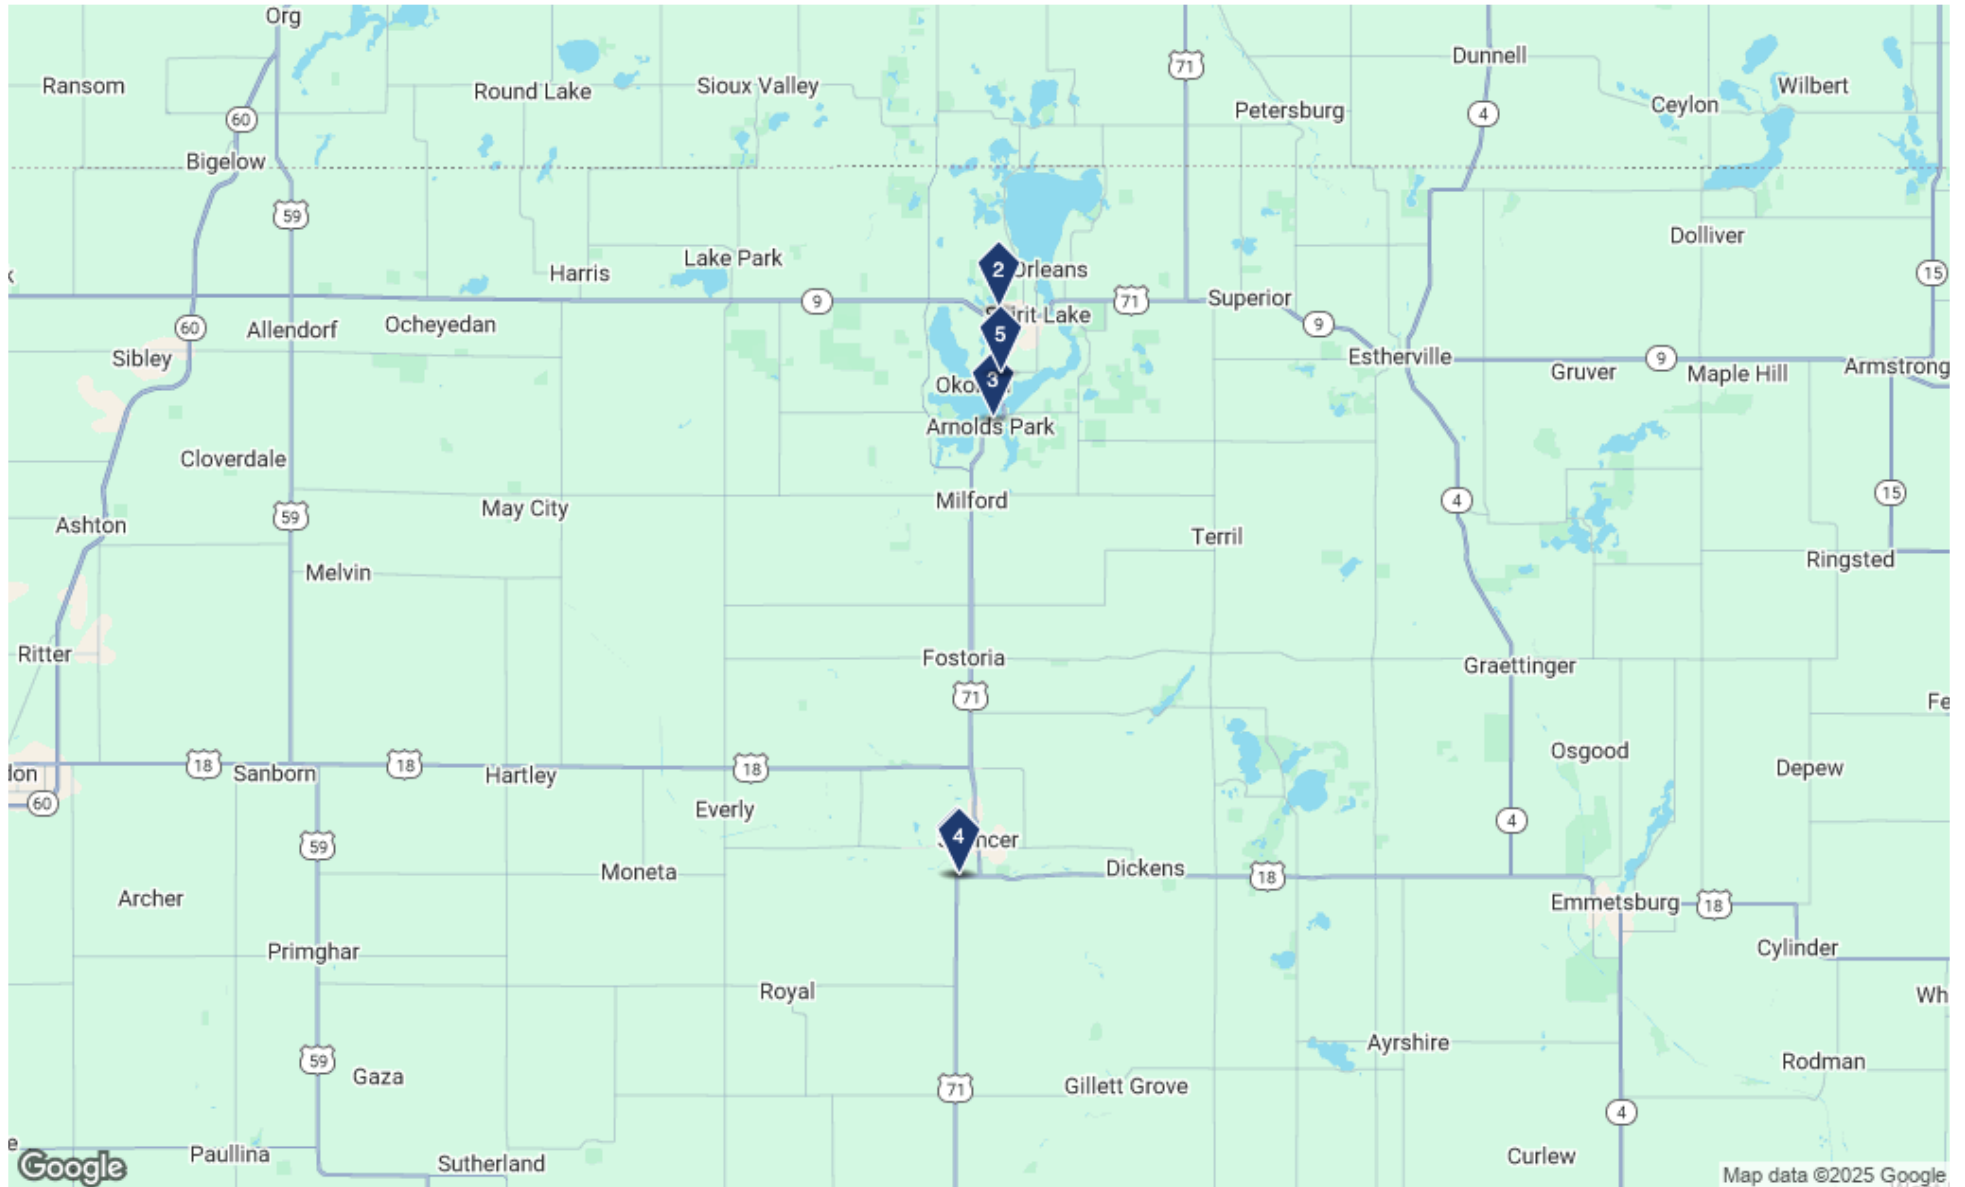 Org
71
Dunnell
Ransom
Round Lake
Sioux Valley
Wilbert
Ceylon
Petersburg
4
60
Bigelow
59
Dolliver
Lake Park
Harris
2
Orleans
15
9
71
Superior
Spirit Lake
9
60
Allendorf
Ocheyedan
5
Sibley
Estherville
9
Gruver
Maple Hill
Armstrong
3
Arnolds Park
Cloverdale
Milford
4
15
May City
59
Ashton
Terril
Ringsted
Melvin
Ritter
Fostoria
Graettinger
71
Fe
Osgood
18
Sanborn
18
Hartley
18
Depew
don
60
Everly
4
4
59
Moneta
Dickens
18
Archer
Emmetsburg
18
Primghar
Cylinder
Royal
Wh
Ayrshire
59
Gaza
Rodman
71
Gillett Grove
4
Paullina
Sutherland
Curlew
Google
Map data ©2025 Google